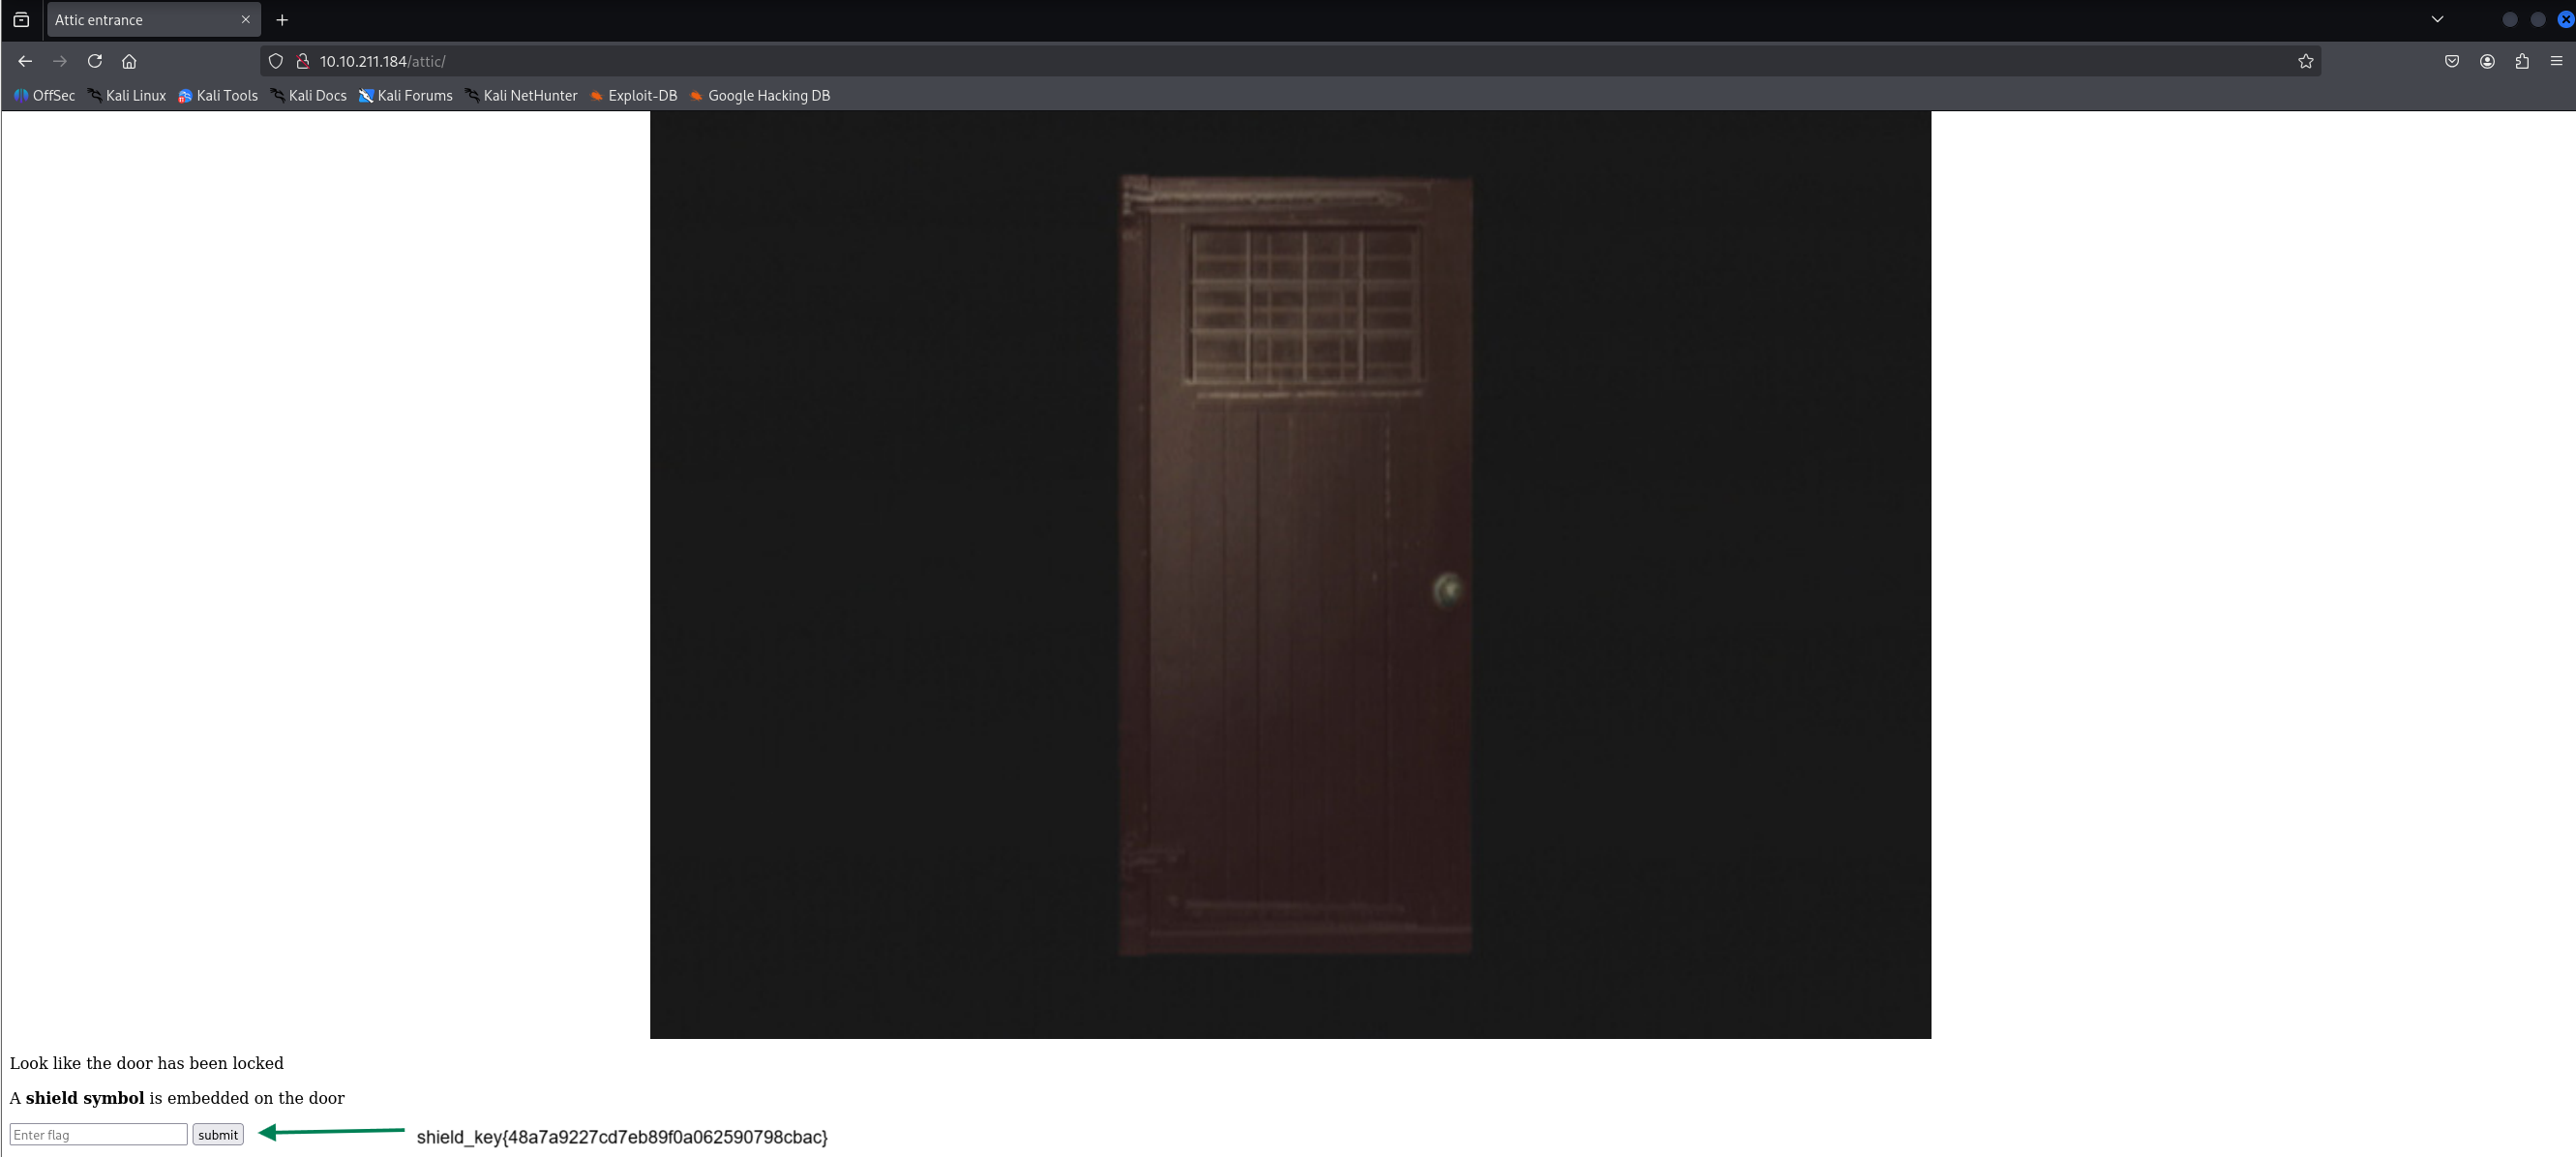 Attic entrance
10.10.211.184/attic/
OffSec Kali Linux Kali Tools Kali Docs Kali Forums Kali NetHunter Exploit-DB Google Hacking DB
Look like the door has been locked
A shield symbol is embedded on the door
Enter flag submit shield_key{48a7a9227cd7eb89f0a062590798cbac}